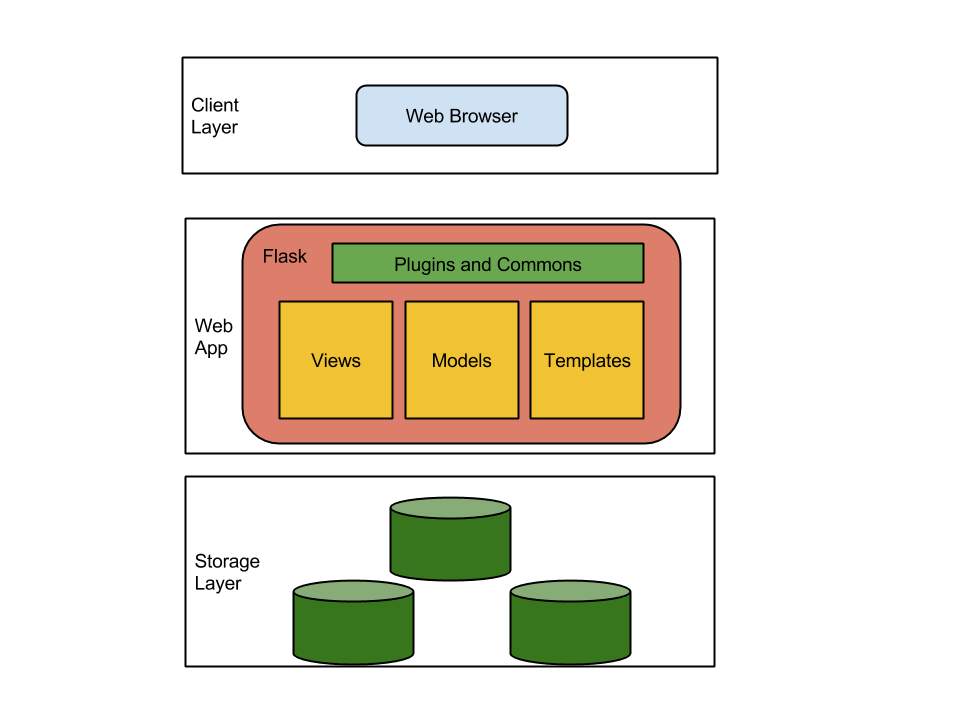 Client
Layer
Web Browser
Flask
Plugins and Commons
Web
App
Views
Models
Templates
Storage
Layer